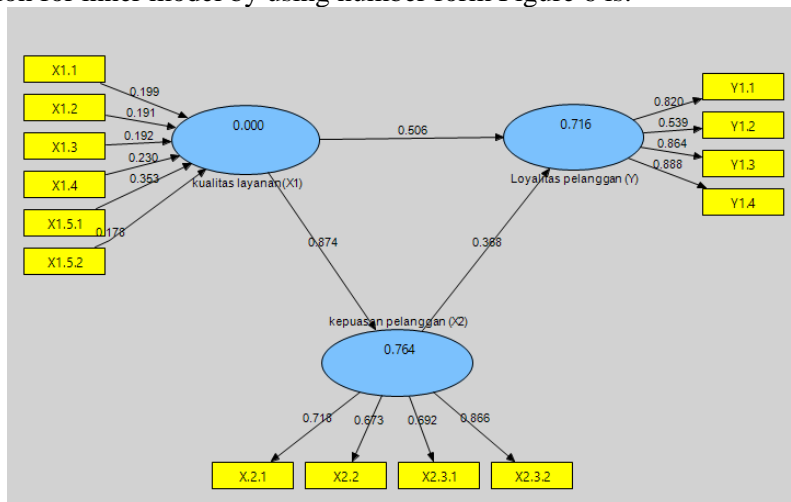 ion for inner model by using number form Figure 6 is:
X1.1
0.199
X1.2
0.191
X1.3
0.192
X1.4
0.230
X1.5.1
0.353
X1.5.2
0.178
0.000
kualitas layanan(X1)
0.506
0.716
Loyalitas pelanggan (Y)
0.820
Y1.1
0.539
Y1.2
0.864
Y1.3
0.888
Y1.4
0.874
0.368
kepuasan pelanggan (X2)
0.764
0.718
0.673
0.692
0.866
X.2.1
X2.2
X2.3.1
X2.3.2